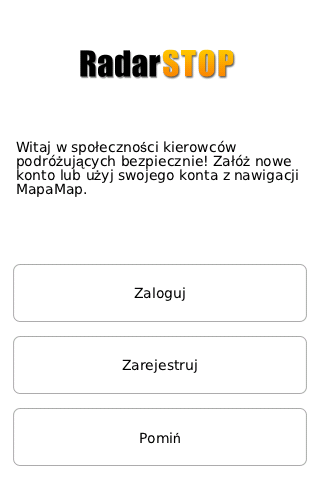 RadarSTOP
Witaj w społeczności kierowców
podróżujących bezpiecznie! Załóż nowe
konto lub użyj swojego konta z nawigacji
MapaMap.
Zaloguj
Zarejestruj
Pomiń